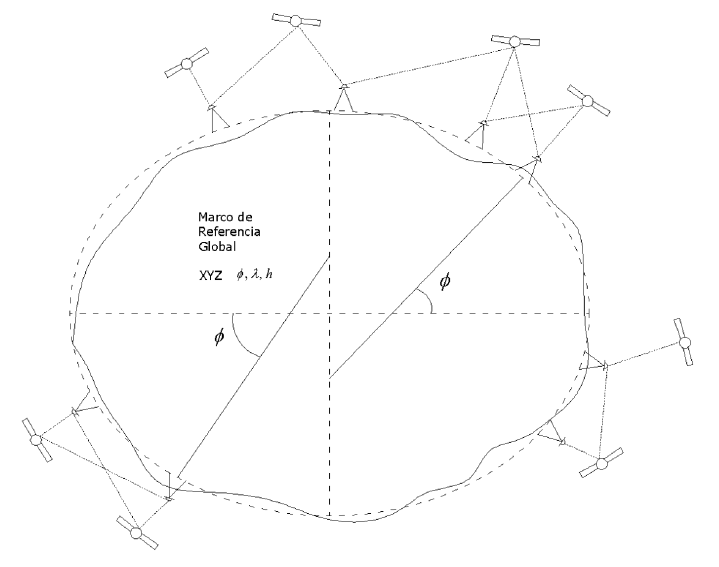 Marco de
Referencia
Global
XYZ ϕ, λ, h
ϕ
ϕ